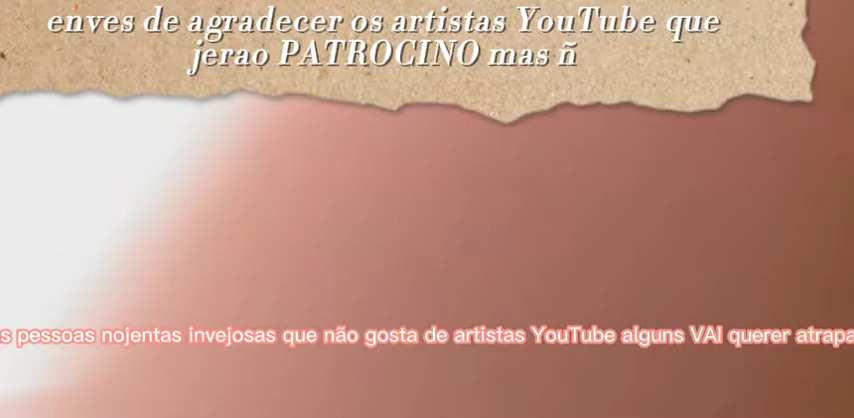 enves de agradecer os artistas YouTube que
jerao PATROCINO mas ñ
s pessoas nojentas invejosas que não gosta de artistas YouTube alguns VAI querer atrapa